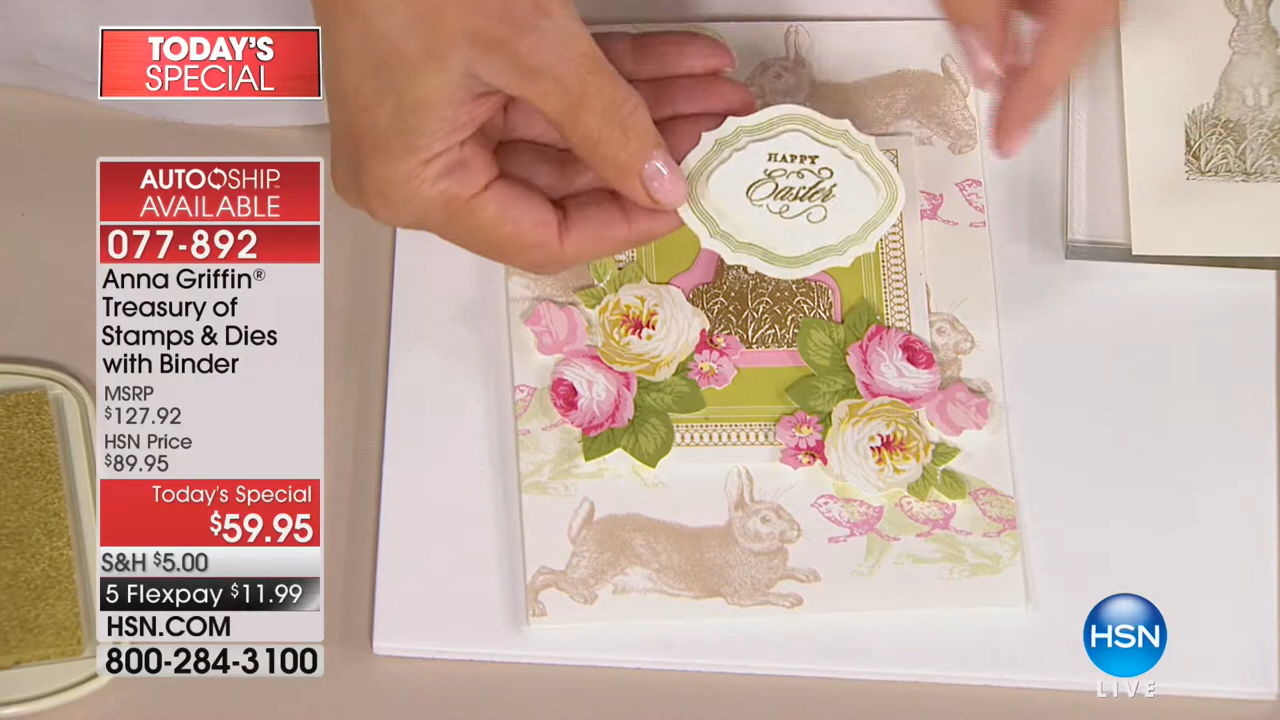 TODAY'S
SPECIAL
AUTOSHIP™
AVAILABLE
077-892
Anna Griffin®
Treasury of
Stamps & Dies
with Binder
MSRP
$127.92
HSN Price
$89.95
Today's Special
$59.95
S&H $5.00
5 Flexpay $11.99
HSN.COM
800-284-3100
HAPPY
Easter
HSN
LIVE